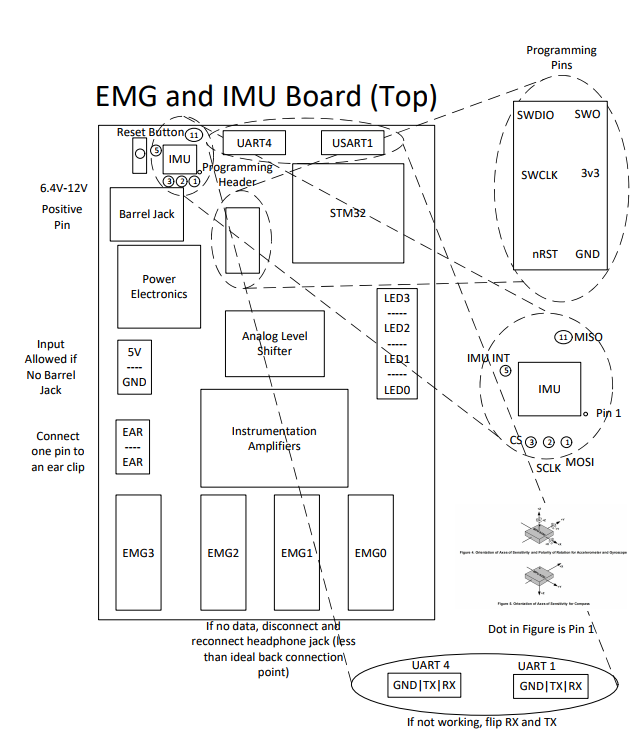 Programming
Pins
EMG and IMU Board (Top)
SWDIO SWO
SWCLK 3v3
nRST GND
Reset Button
11
5
IMU
3 2 1
UART4
USART1
Programming
Header
6.4V-12V
Positive
Pin
Barrel Jack
STM32
Power
Electronics
LED3
-----
LED2
-----
LED1
-----
LED0
Analog Level
Shifter
Input
Allowed if
No Barrel
Jack
5V
----
GND
11 MISO
IMU INT
5
IMU
Pin 1
CS 3 2 1
SCLK
MOSI
Connect
one pin to
an ear clip
EAR
----
EAR
Instrumentation
Amplifiers
EMG3
EMG2
EMG1
EMG0
Figure 4. Orientation of Axes of Sensitivity and Polarity of Rotation for Accelerometer and Gyroscope
Figure 5. Orientation of Axes of Sensitivity for Compass
Dot in Figure is Pin 1
If no data, disconnect and
reconnect headphone jack (less
than ideal back connection
point)
UART 4
GND|TX|RX
UART 1
GND|TX|RX
If not working, flip RX and TX